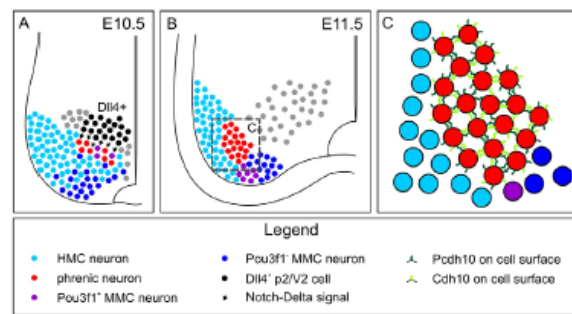 A E10.5
Dll4+
B E11.5
C
C
Legend
HMC neuron
phrenic neuron
Pou3f1⁺ MMC neuron
Pou3f1⁻ MMC neuron
Dll4⁺ p2/V2 cell
Notch-Delta signal
Pcdh10 on cell surface
Cdh10 on cell surface